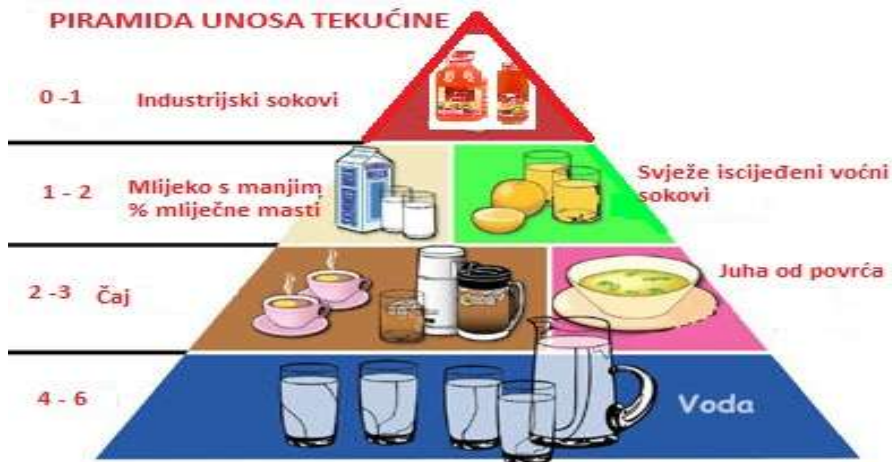 PIRAMIDA UNOSA TEKUĆINE
0 -1 Industrijski sokovi
1 - 2 Mlijeko s manjim
% mliječne masti
Svježe iscijeđeni voćni
sokovi
2 -3 Čaj
Juha od povrća
4 - 6
Voda